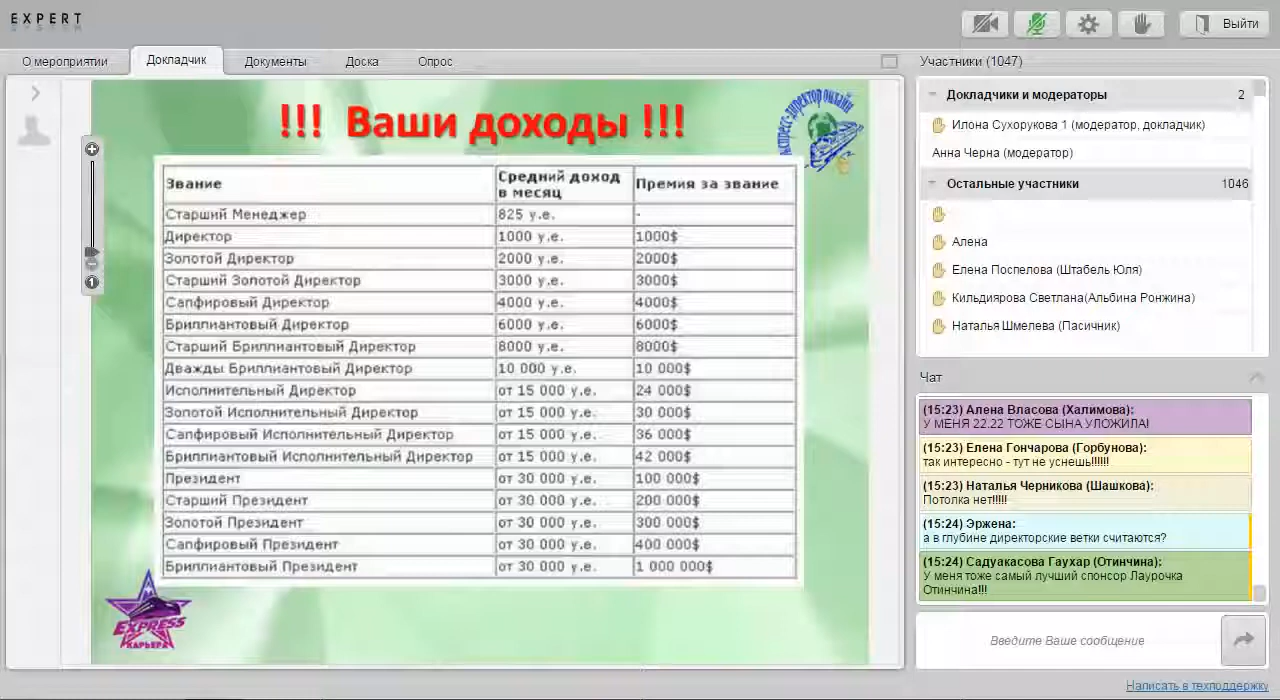 EXPERT
SYSTEM
Выйти
О мероприятии
Докладчик
Документы
Доска
Опрос
!!! Ваши доходы !!!
Экспресс-директор онлайн
Звание Средний доход в месяц Премия за звание
Старший Менеджер 825 у.е. -
Директор 1000 у.е. 1000$
Золотой Директор 2000 у.е. 2000$
Старший Золотой Директор 3000 у.е. 3000$
Сапфировый Директор 4000 у.е. 4000$
Бриллиантовый Директор 6000 у.е. 6000$
Старший Бриллиантовый Директор 8000 у.е. 8000$
Дважды Бриллиантовый Директор 10 000 у.е. 10 000$
Исполнительный Директор от 15 000 у.е. 24 000$
Золотой Исполнительный Директор от 15 000 у.е. 30 000$
Сапфировый Исполнительный Директор от 15 000 у.е. 36 000$
Бриллиантовый Исполнительный Директор от 15 000 у.е. 42 000$
Президент от 30 000 у.е. 100 000$
Старший Президент от 30 000 у.е. 200 000$
Золотой Президент от 30 000 у.е. 300 000$
Сапфировый Президент от 30 000 у.е. 400 000$
Бриллиантовый Президент от 30 000 у.е. 1 000 000$
EXPRESS
КАРЬЕРА
Участники (1047)
Докладчики и модераторы 2
Илона Сухорукова 1 (модератор, докладчик)
Анна Черна (модератор)
Остальные участники 1046
Алена
Елена Поспелова (Штабель Юля)
Кильдиярова Светлана(Альбина Ронжина)
Наталья Шмелева (Пасичник)
Чат
(15:23) Алена Власова (Халимова):
У МЕНЯ 22.22 ТОЖЕ СЫНА УЛОЖИЛА!
(15:23) Елена Гончарова (Горбунова):
так интересно - тут не уснешь!!!!!!
(15:23) Наталья Черникова (Шашкова):
Потолка нет!!!!!
(15:24) Эржена:
а в глубине директорские ветки считаются?
(15:24) Садуакасова Гаухар (Отинчина):
У меня тоже самый лучший спонсор Лаурочка
Отинчина!!!
Введите Ваше сообщение
Написать в техподдержку